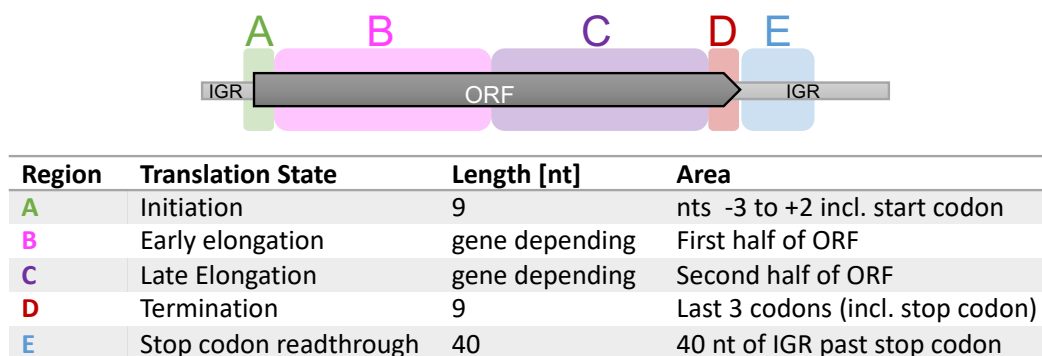 A B C D E
IGR ORF IGR
Region Translation State Length [nt] Area
A Initiation 9 nts -3 to +2 incl. start codon
B Early elongation gene depending First half of ORF
C Late Elongation gene depending Second half of ORF
D Termination 9 Last 3 codons (incl. stop codon)
E Stop codon readthrough 40 40 nt of IGR past stop codon